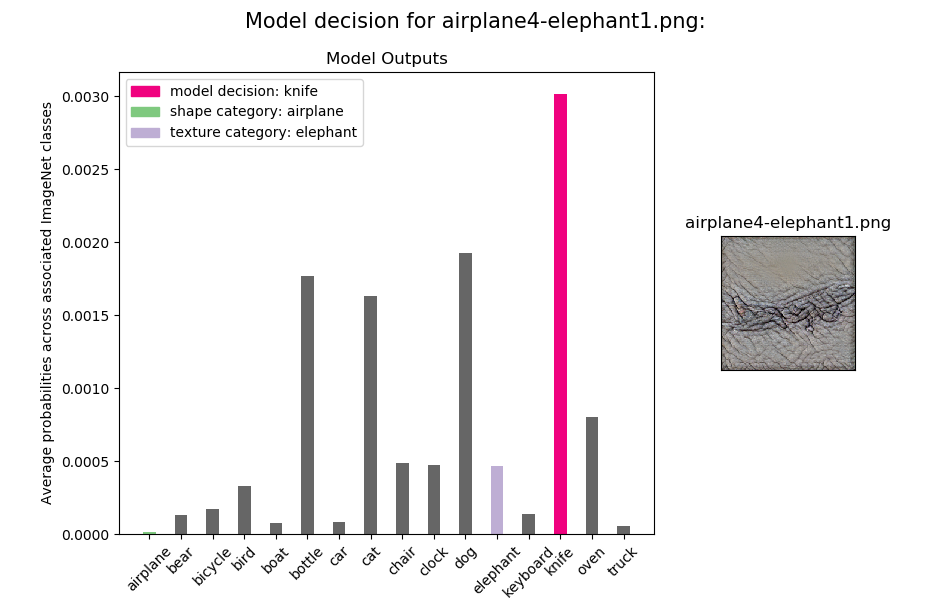 Model decision for airplane4-elephant1.png:
Model Outputs
model decision: knife
shape category: airplane
texture category: elephant
Average probabilities across associated ImageNet classes
0.0030
0.0025
0.0020
0.0015
0.0010
0.0005
0.0000
airplane
bear
bicycle
bird
boat
bottle
car
cat
chair
clock
dog
elephant
keyboard
knife
oven
truck
airplane4-elephant1.png